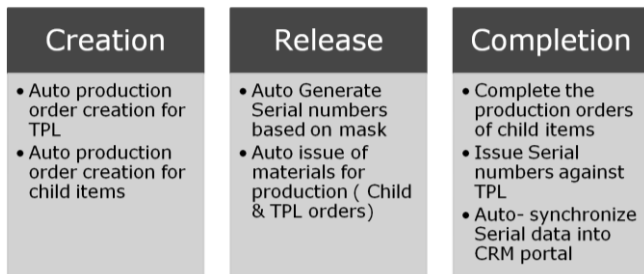 Creation
• Auto production
order creation for
TPL
• Auto production
order creation for
child items
Release
• Auto Generate
Serial numbers
based on mask
• Auto issue of
materials for
production ( Child
& TPL orders)
Completion
• Complete the
production orders
of child items
• Issue Serial
numbers against
TPL
• Auto- synchronize
Serial data into
CRM portal